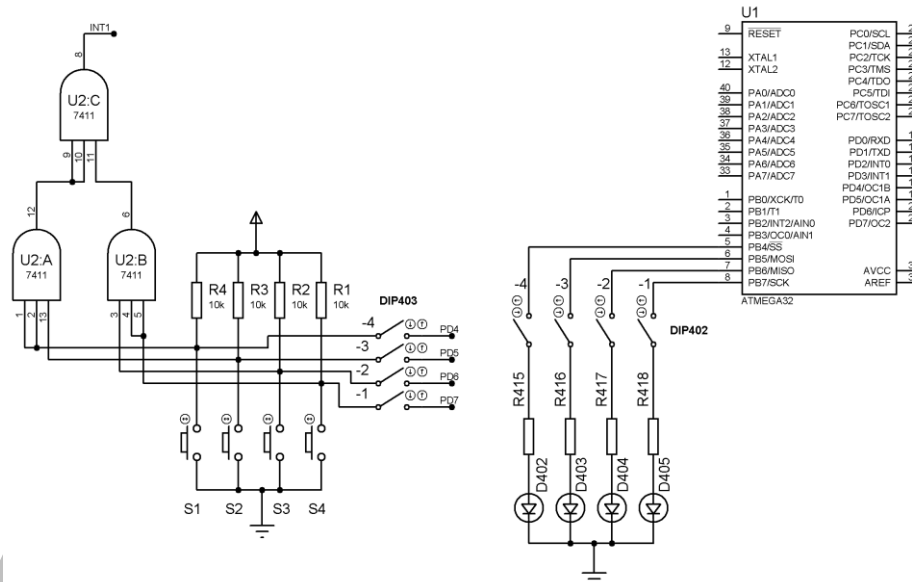 INT1
8
U2:C
7411
9
10
11
12
6
U2:A
7411
U2:B
7411
1
2
13
3
4
5
R4
10k
R3
10k
R2
10k
R1
10k
DIP403
-4
PD4
-3
PD5
-2
PD6
-1
PD7
S1
S2
S3
S4
U1
9
RESET
13
XTAL1
12
XTAL2
40
PA0/ADC0
39
PA1/ADC1
38
PA2/ADC2
37
PA3/ADC3
36
PA4/ADC4
35
PA5/ADC5
34
PA6/ADC6
33
PA7/ADC7
1
PB0/XCK/T0
2
PB1/T1
3
PB2/INT2/AIN0
4
PB3/OC0/AIN1
5
PB4/SS
6
PB5/MOSI
7
PB6/MISO
8
PB7/SCK
PC0/SCL
PC1/SDA
PC2/TCK
PC3/TMS
PC4/TDO
PC5/TDI
PC6/TOSC1
PC7/TOSC2
PD0/RXD
PD1/TXD
PD2/INT0
PD3/INT1
PD4/OC1B
PD5/OC1A
PD6/ICP
PD7/OC2
AVCC
AREF
ATMEGA32
-4
-3
-2
-1
DIP402
R415
R416
R417
R418
D402
D403
D404
D405